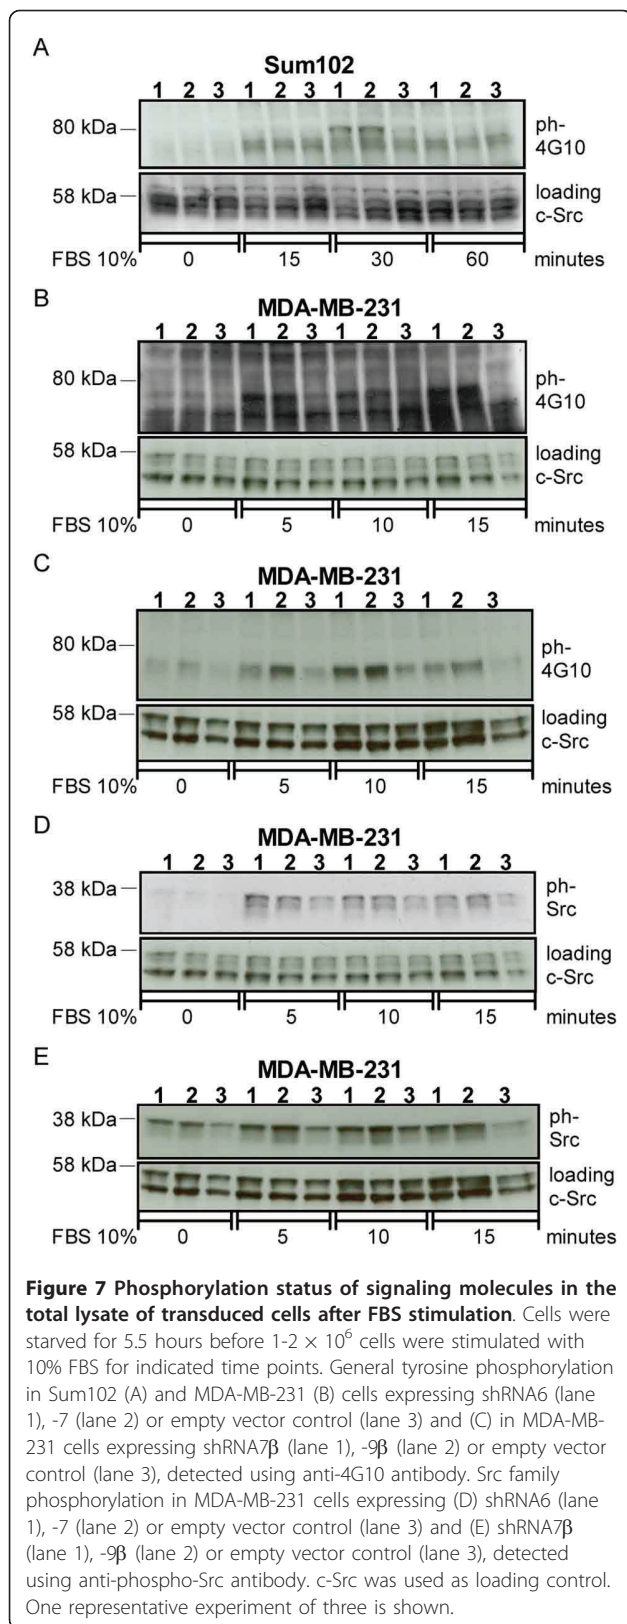 A
Sum102
1 2 3 1 2 3 1 2 3 1 2 3
80 kDa
ph-
4G10
58 kDa
loading
c-Src
FBS 10% 0 15 30 60 minutes
B
MDA-MB-231
1 2 3 1 2 3 1 2 3 1 2 3
80 kDa
ph-
4G10
58 kDa
loading
c-Src
FBS 10% 0 5 10 15 minutes
C
MDA-MB-231
1 2 3 1 2 3 1 2 3 1 2 3
80 kDa
ph-
4G10
58 kDa
loading
c-Src
FBS 10% 0 5 10 15 minutes
D
MDA-MB-231
1 2 3 1 2 3 1 2 3 1 2 3
38 kDa
ph-
Src
58 kDa
loading
c-Src
FBS 10% 0 5 10 15 minutes
E
MDA-MB-231
1 2 3 1 2 3 1 2 3 1 2 3
38 kDa
ph-
Src
58 kDa
loading
c-Src
FBS 10% 0 5 10 15 minutes
Figure 7 Phosphorylation status of signaling molecules in the
total lysate of transduced cells after FBS stimulation. Cells were
starved for 5.5 hours before 1-2 × 10⁶ cells were stimulated with
10% FBS for indicated time points. General tyrosine phosphorylation
in Sum102 (A) and MDA-MB-231 (B) cells expressing shRNA6 (lane
1), -7 (lane 2) or empty vector control (lane 3) and (C) in MDA-MB-
231 cells expressing shRNA7β (lane 1), -9β (lane 2) or empty vector
control (lane 3), detected using anti-4G10 antibody. Src family
phosphorylation in MDA-MB-231 cells expressing (D) shRNA6 (lane
1), -7 (lane 2) or empty vector control (lane 3) and (E) shRNA7β
(lane 1), -9β (lane 2) or empty vector control (lane 3), detected
using anti-phospho-Src antibody. c-Src was used as loading control.
One representative experiment of three is shown.